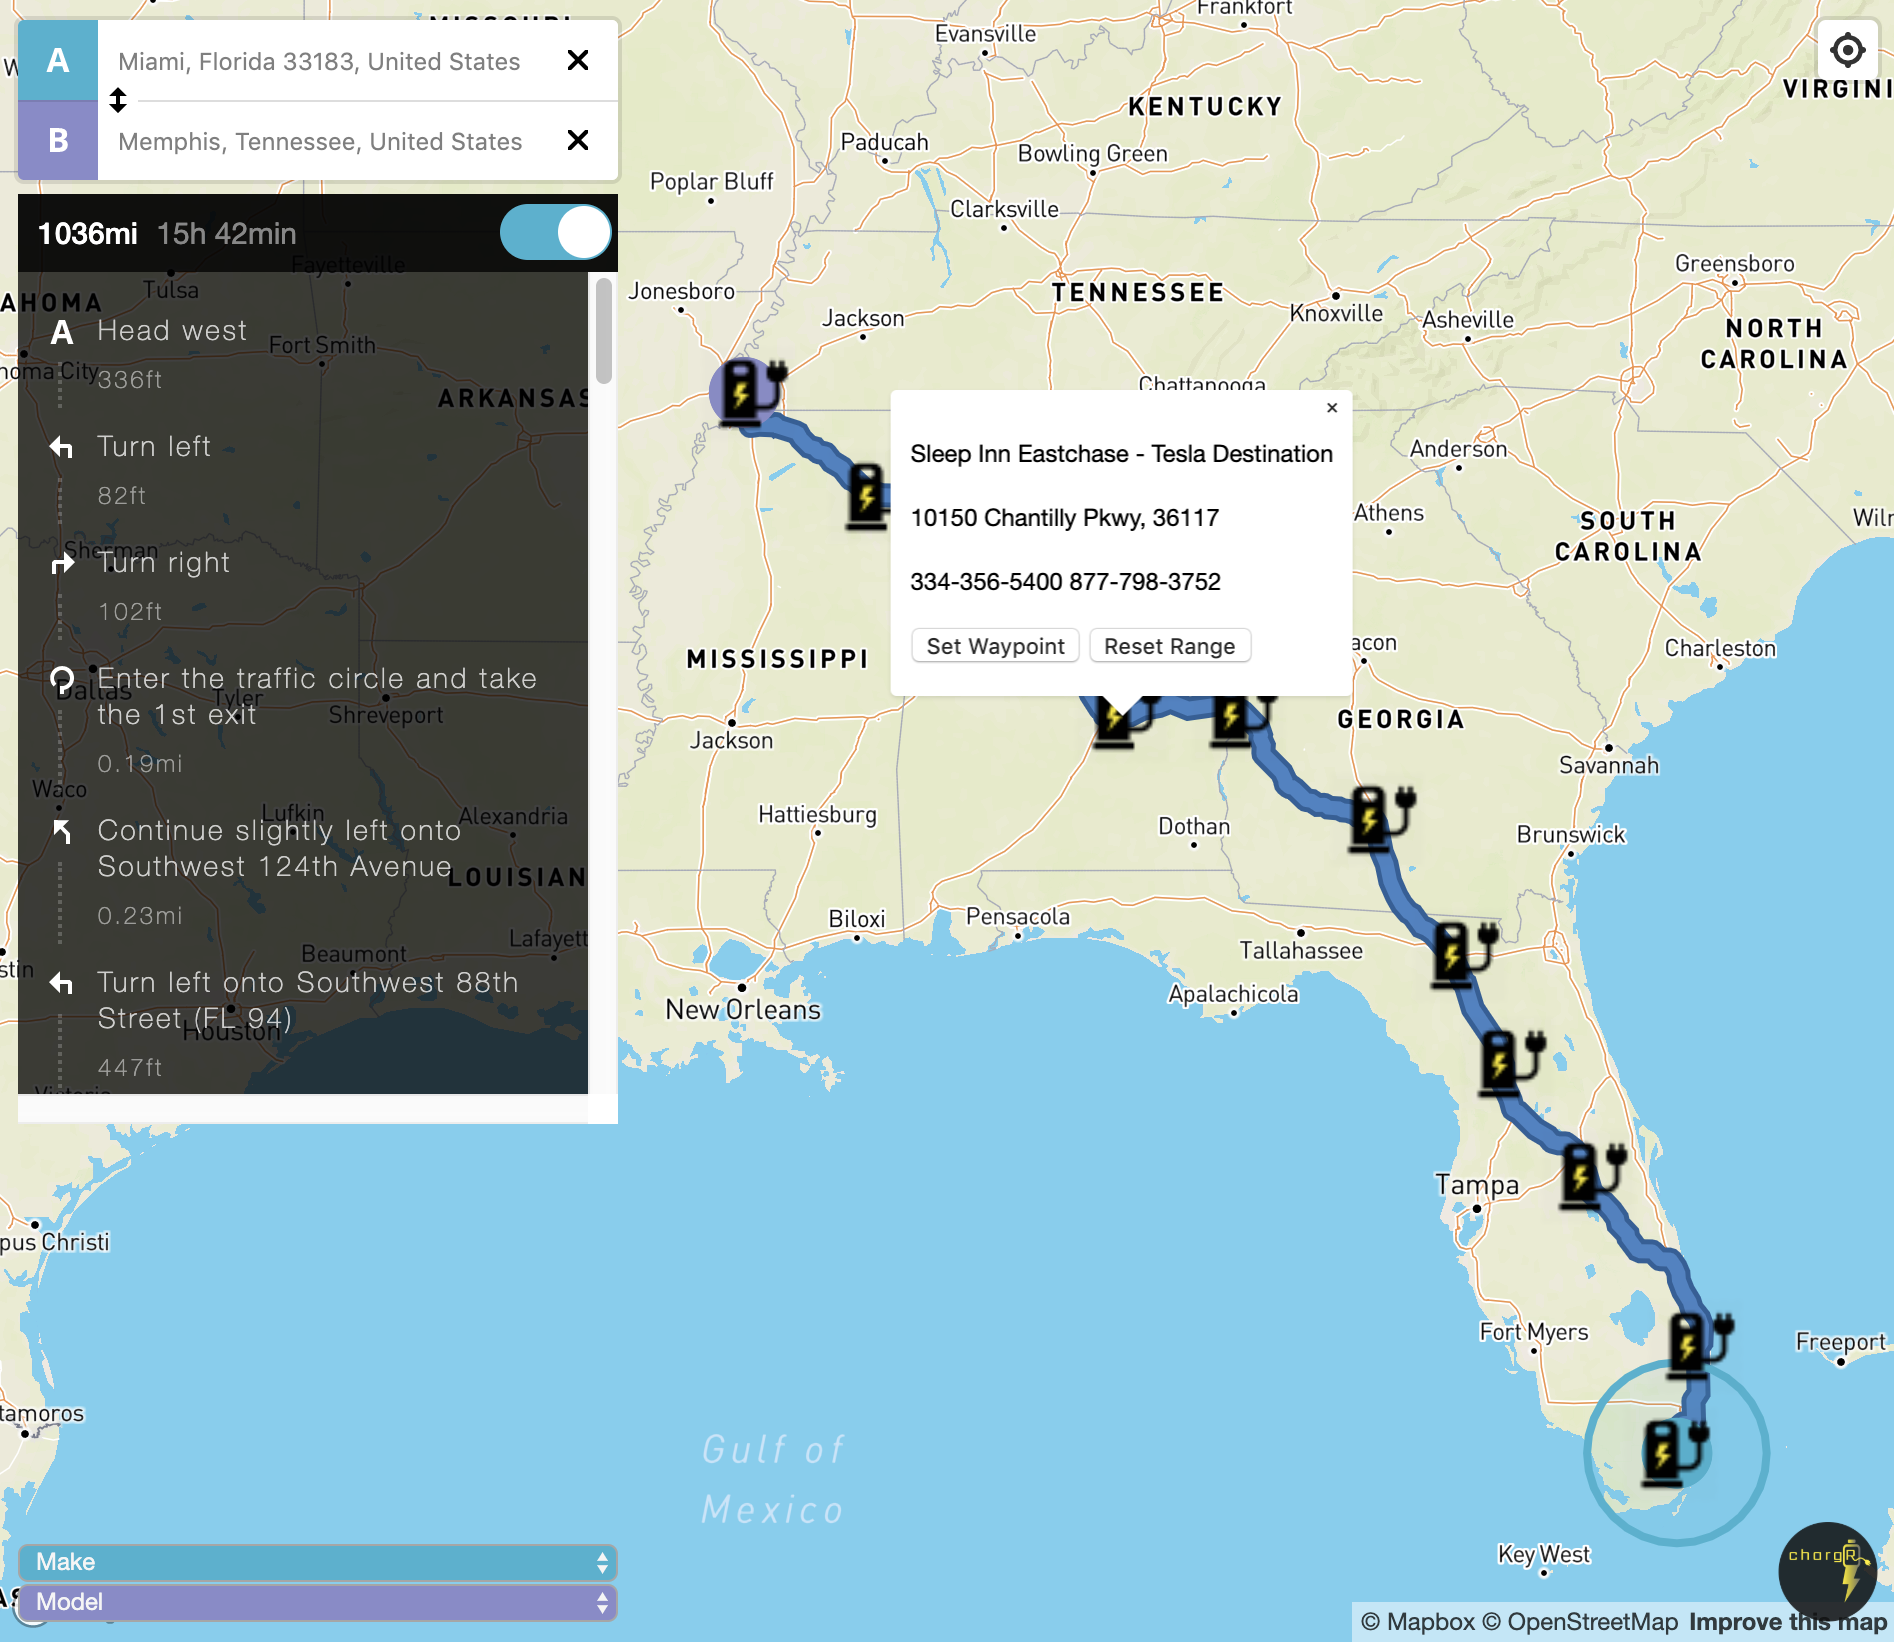 A
Miami, Florida 33183, United States
B
Memphis, Tennessee, United States
1036mi 15h 42min
A Head west
336ft
Turn left
82ft
Turn right
102ft
Enter the traffic circle and take
the 1st exit
0.19mi
Continue slightly left onto
Southwest 124th Avenue
0.23mi
Turn left onto Southwest 88th
Street (FL 94)
447ft
Make
Model
Sleep Inn Eastchase - Tesla Destination
10150 Chantilly Pkwy, 36117
334-356-5400 877-798-3752
Set Waypoint
Reset Range
MISSOURI
Frankfort
Evansville
KENTUCKY
VIRGINI
Paducah
Bowling Green
Poplar Bluff
Clarksville
Fayetteville
Tulsa
Greensboro
Jonesboro
TENNESSEE
AHOMA
Knoxville
Asheville
Jackson
NORTH
CAROLINA
Fort Smith
oma City
Chattanooga
ARKANSAS
Anderson
Athens
SOUTH
CAROLINA
Wilr
Sherman
acon
Charleston
MISSISSIPPI
Dallas
Tyler
Shreveport
GEORGIA
Jackson
Savannah
Waco
Lufkin
Alexandria
Hattiesburg
Dothan
Brunswick
LOUISIAN
Biloxi
Pensacola
Lafayett
Beaumont
Tallahassee
stin
Apalachicola
New Orleans
Houston
Victoria
Tampa
pus Christi
Fort Myers
Freeport
tamoros
Gulf of
Mexico
Key West
chargR
© Mapbox © OpenStreetMap Improve this map